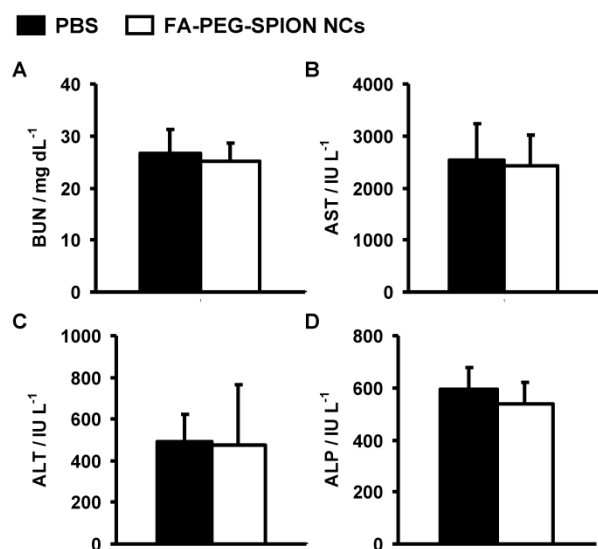 PBS FA-PEG-SPION NCs
A
BUN / mg dL⁻¹
40
30
20
10
0
B
AST / IU L⁻¹
4000
3000
2000
1000
0
C
ALT / IU L⁻¹
1000
800
600
400
200
0
D
ALP / IU L⁻¹
800
600
400
200
0